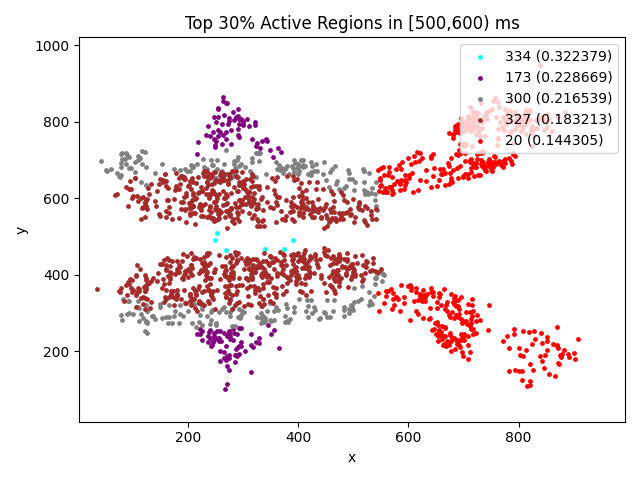 Top 30% Active Regions in [500,600) ms
334 (0.322379)
173 (0.228669)
300 (0.216539)
327 (0.183213)
20 (0.144305)
y
1000
800
600
400
200
200 400 600 800
x